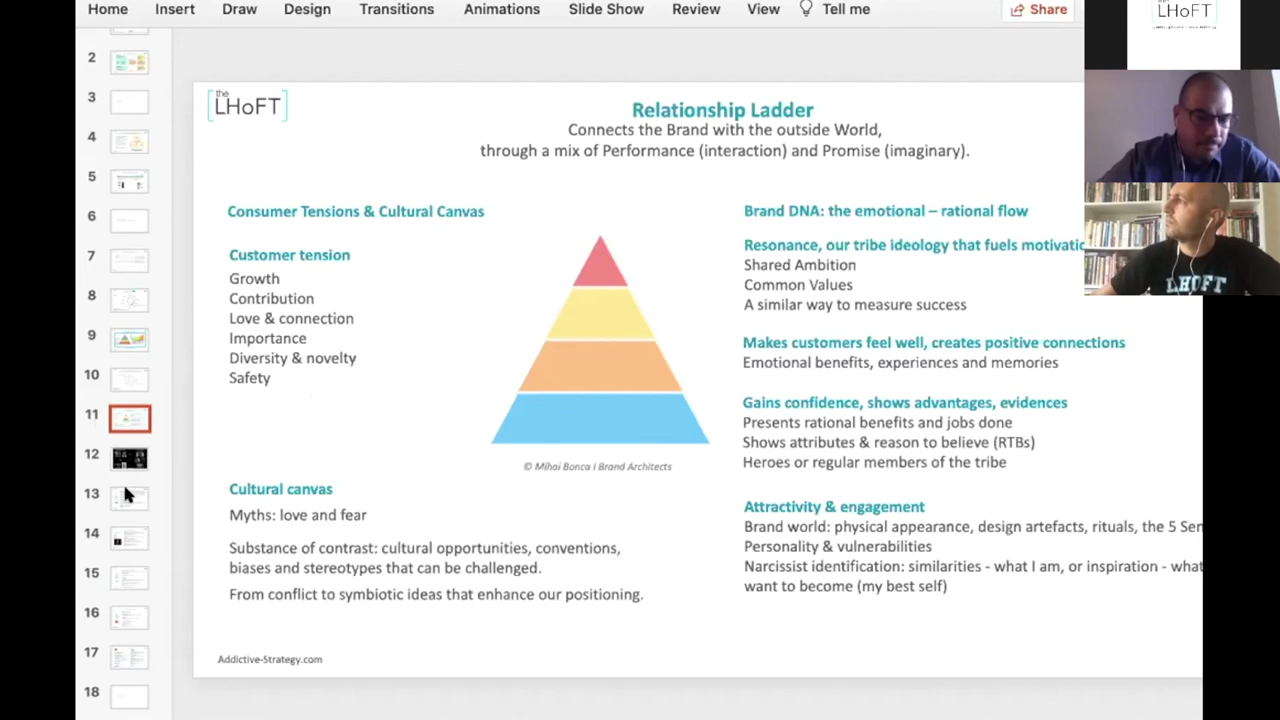 Home Insert Draw Design Transitions Animations Slide Show Review View Tell me Share
the
LHoFT
2
3
4
5
6
7
8
9
10
11
12
13
14
15
16
17
18
the
LHoFT
Relationship Ladder
Connects the Brand with the outside World,
through a mix of Performance (interaction) and Promise (imaginary).
Consumer Tensions & Cultural Canvas
Customer tension
Growth
Contribution
Love & connection
Importance
Diversity & novelty
Safety
© Mihai Bonca I Brand Architects
Cultural canvas
Myths: love and fear
Substance of contrast: cultural opportunities, conventions,
biases and stereotypes that can be challenged.
From conflict to symbiotic ideas that enhance our positioning.
Brand DNA: the emotional – rational flow
Resonance, our tribe ideology that fuels motivatio
Shared Ambition
Common Values
A similar way to measure success
Makes customers feel well, creates positive connections
Emotional benefits, experiences and memories
Gains confidence, shows advantages, evidences
Presents rational benefits and jobs done
Shows attributes & reason to believe (RTBs)
Heroes or regular members of the tribe
Attractivity & engagement
Brand world: physical appearance, design artefacts, rituals, the 5 Sen
Personality & vulnerabilities
Narcissist identification: similarities - what I am, or inspiration - what
want to become (my best self)
Addictive-Strategy.com
LHOFT